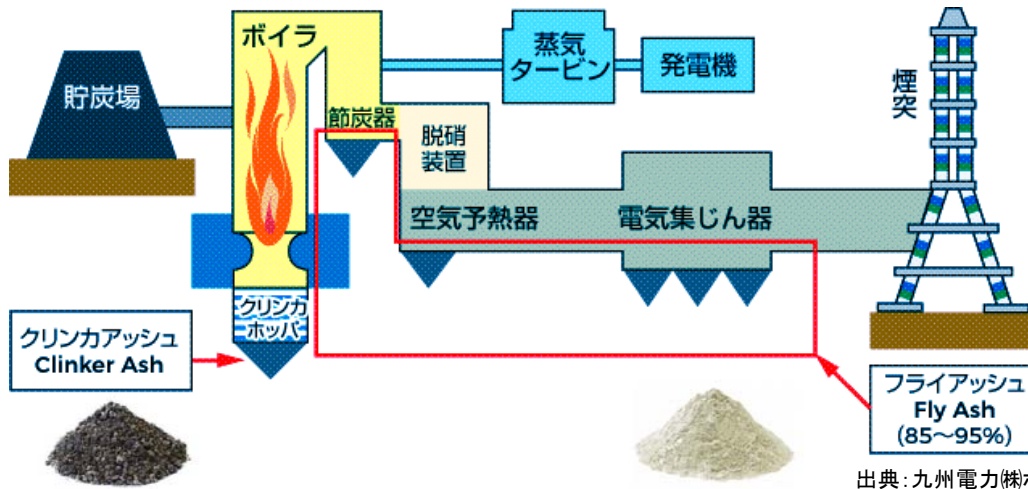 貯炭場
ボイラ
蒸気
タービン
発電機
煙突
節炭器
脱硝
装置
空気予熱器
電気集じん器
クリンカ
ホッパ
クリンカアッシュ
Clinker Ash
フライアッシュ
Fly Ash
(85～95%)
出典：九州電力㈱